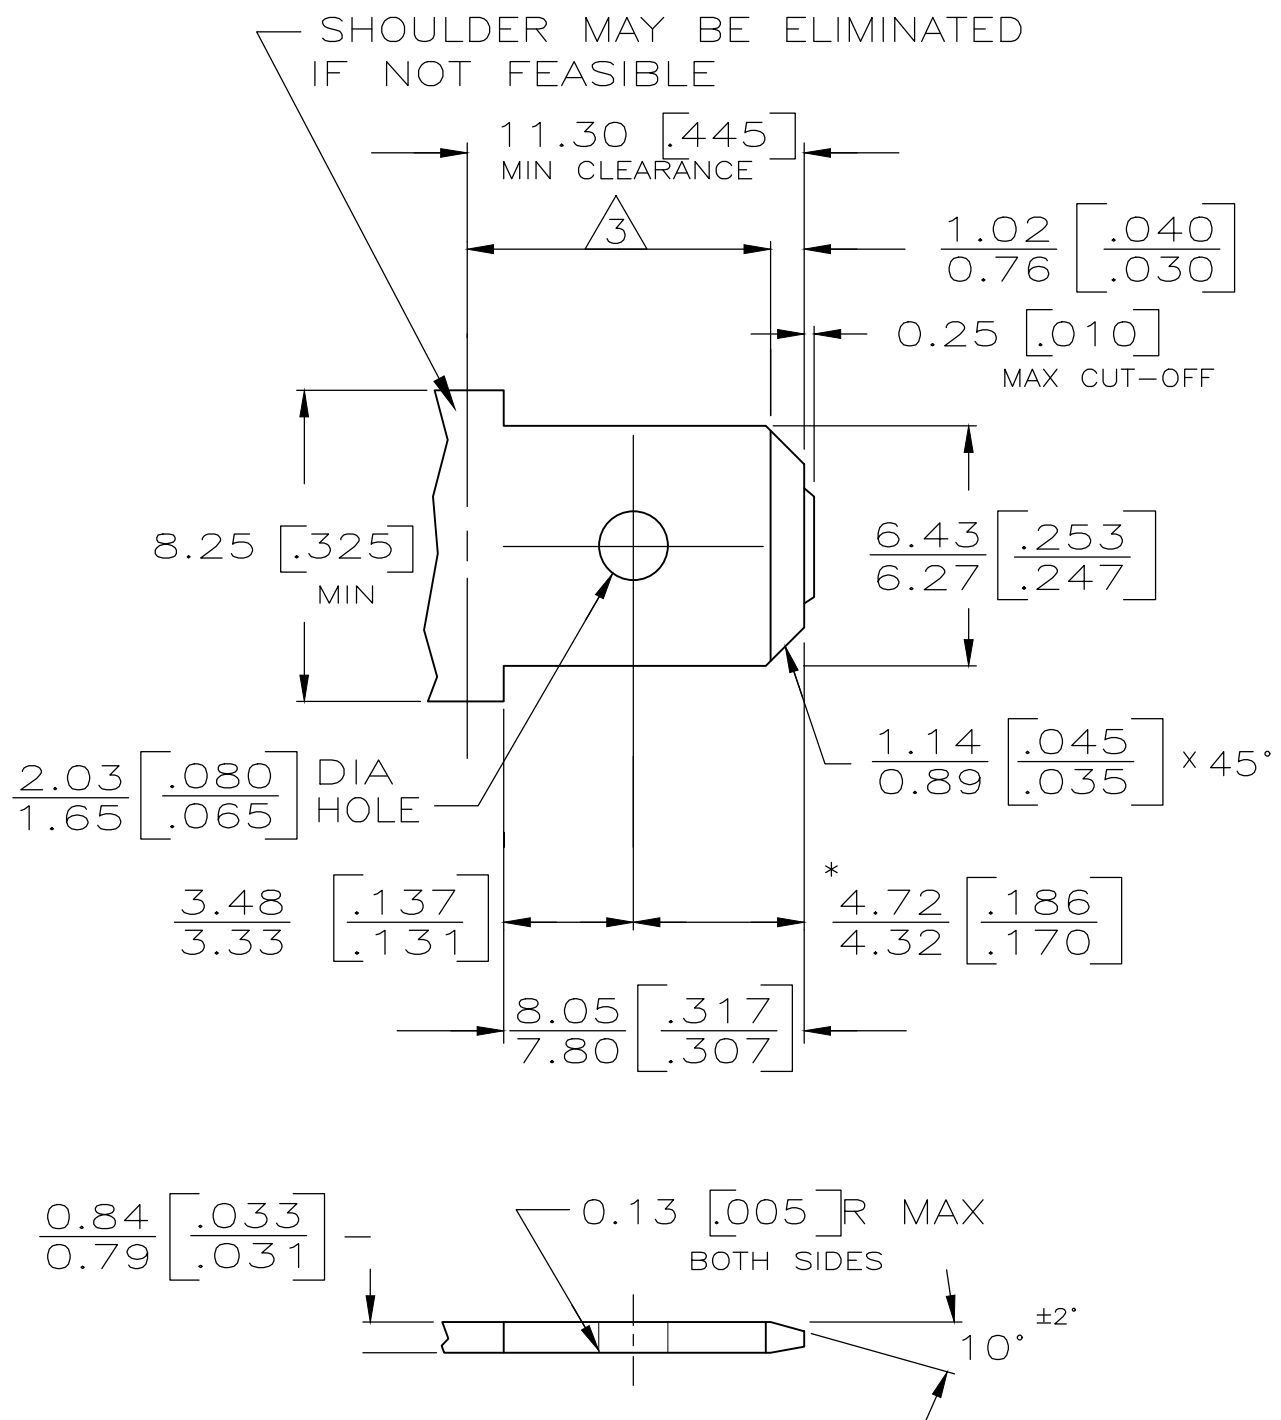 SHOULDER MAY BE ELIMINATED
IF NOT FEASIBLE
11.30 [.445]
MIN CLEARANCE
3
1.02 [.040
0.76 .030]
0.25 [.010]
MAX CUT-OFF
8.25 [.325]
MIN
6.43 [.253
6.27 .247]
2.03 [.080
1.65 .065]
DIA
HOLE
1.14 [.045
0.89 .035] x 45°
3.48 [.137
3.33 .131]
*
4.72 [.186
4.32 .170]
8.05 [.317
7.80 .307]
0.84 [.033
0.79 .031]
0.13 [.005] R MAX
BOTH SIDES
10° ±2°